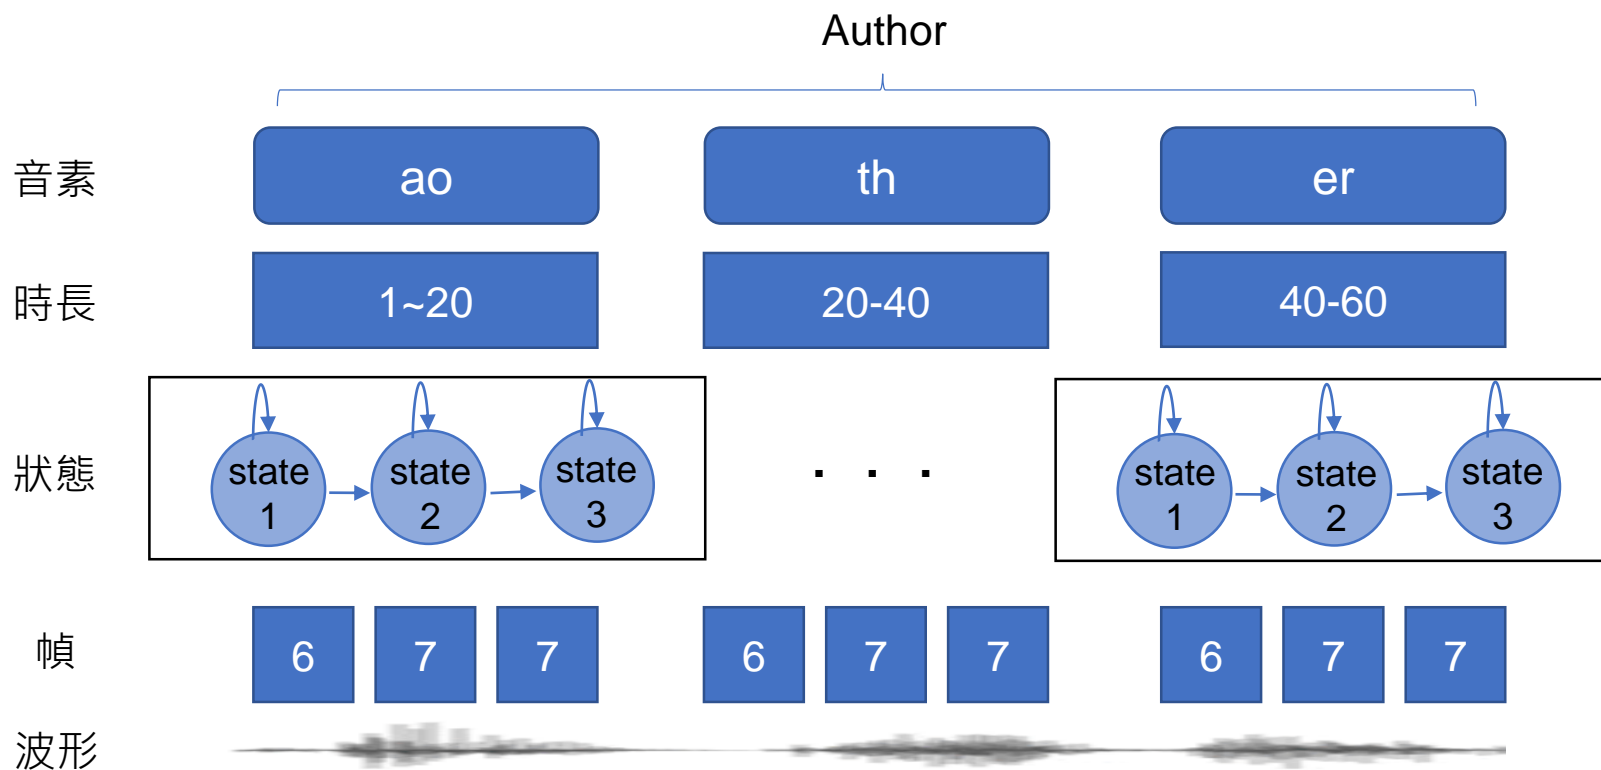 Author
音素
ao
th
er
時長
1~20
20-40
40-60
狀態
state
1
state
2
state
3
. . .
state
1
state
2
state
3
幀
6
7
7
6
7
7
6
7
7
波形